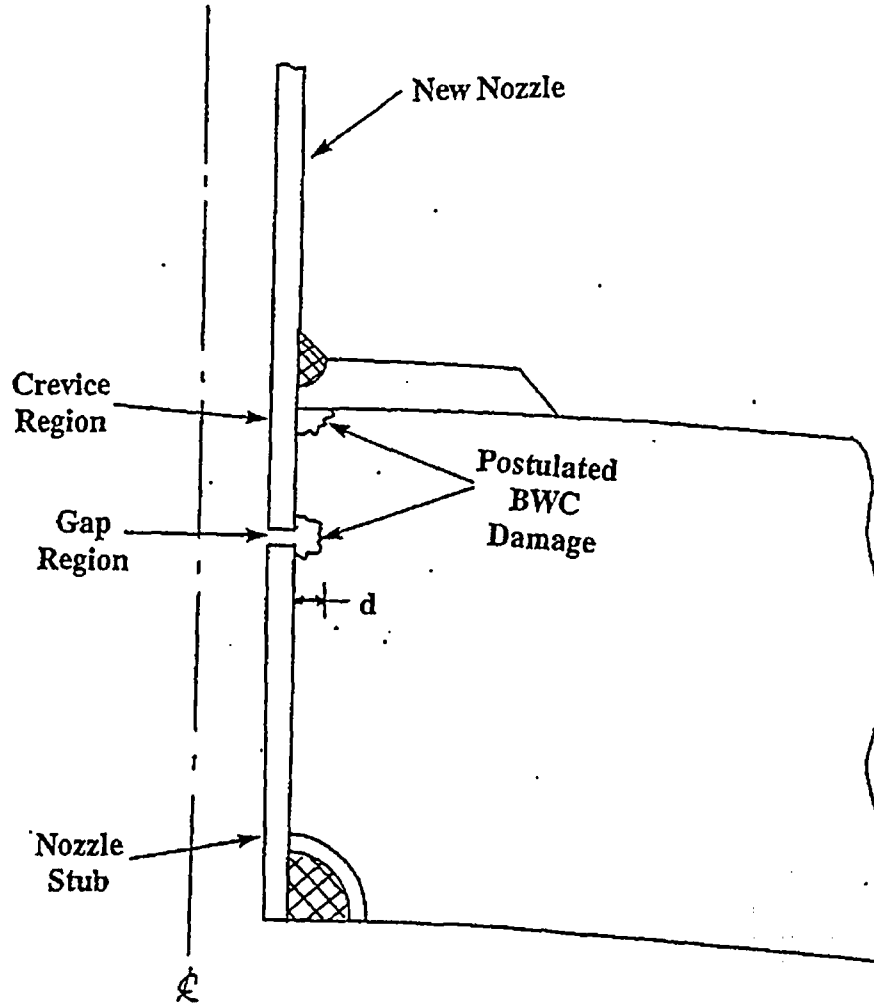 New Nozzle
Crevice
Region
Postulated
BWC
Damage
Gap
Region
d
Nozzle
Stub
℄